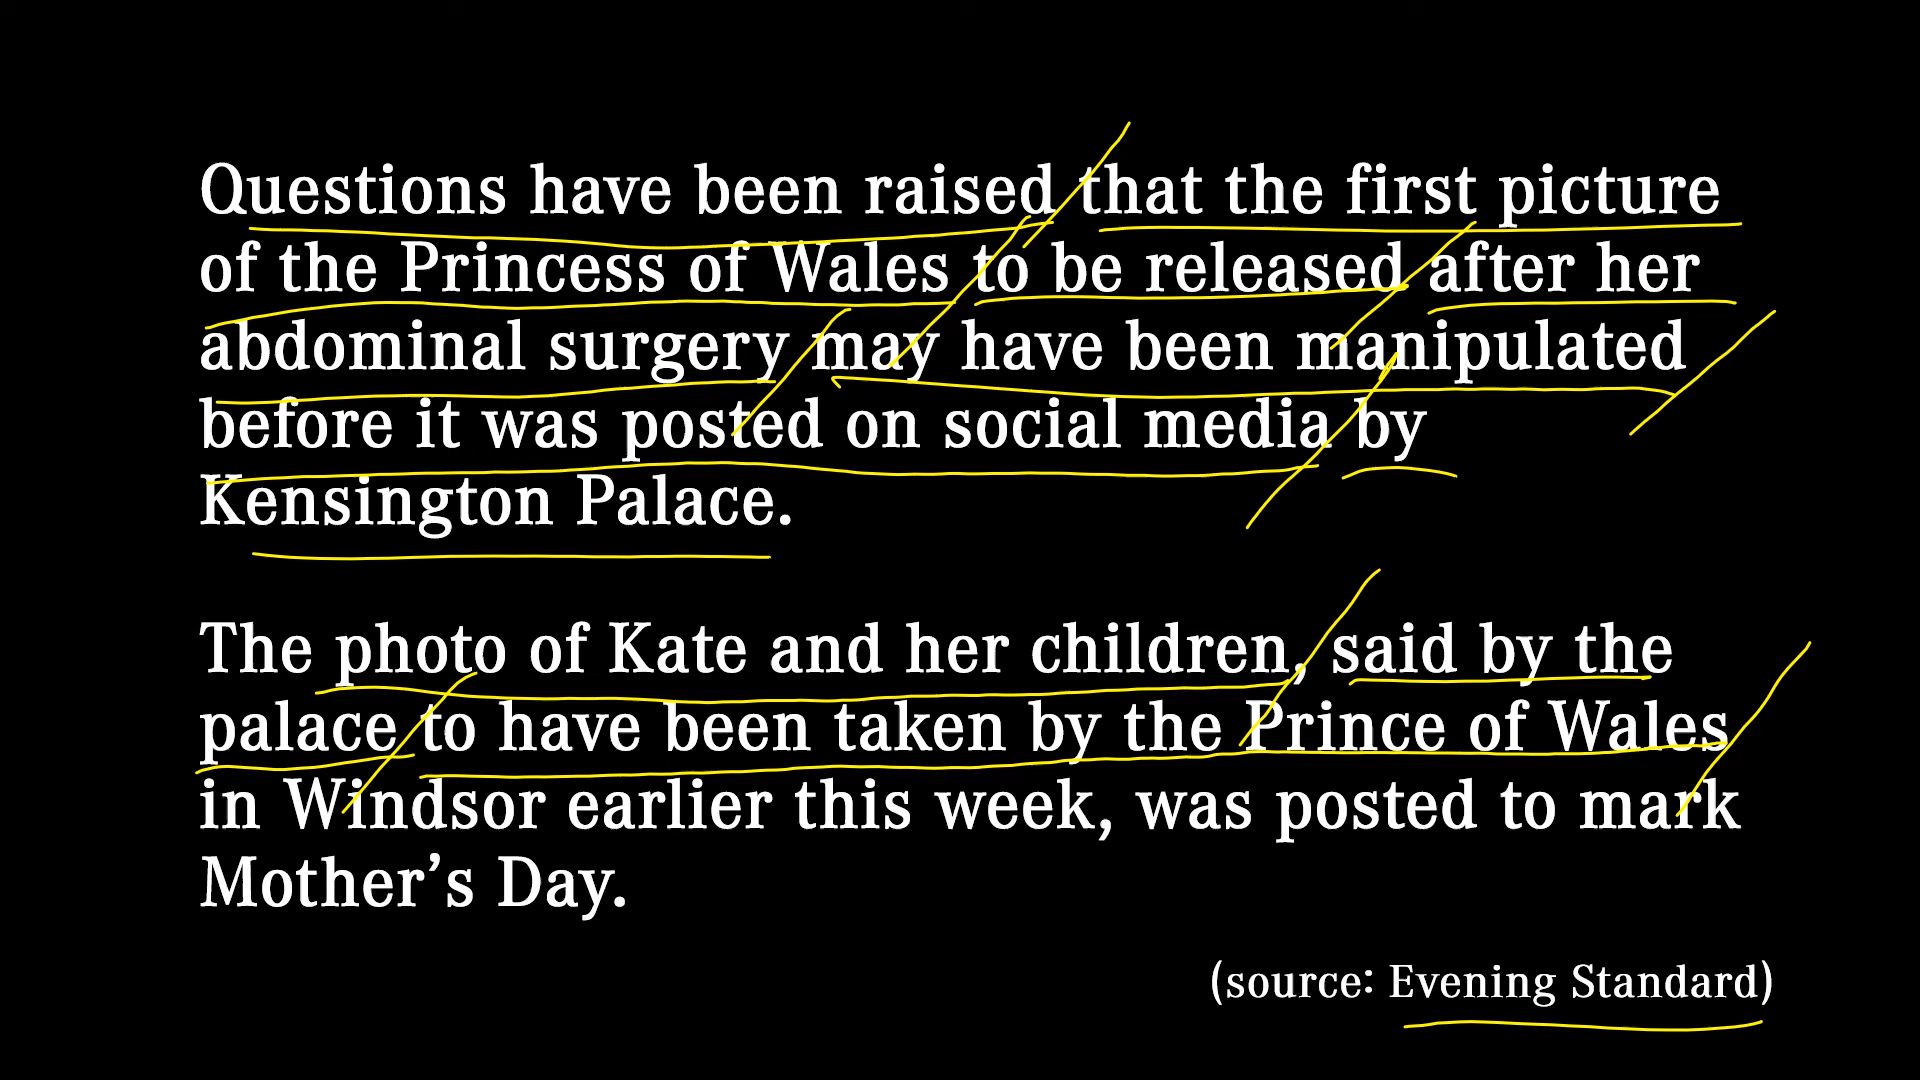 Questions have been raised that the first picture
of the Princess of Wales to be released after her
abdominal surgery may have been manipulated
before it was posted on social media by
Kensington Palace.
The photo of Kate and her children, said by the
palace to have been taken by the Prince of Wales
in Windsor earlier this week, was posted to mark
Mother’s Day.
(source: Evening Standard)